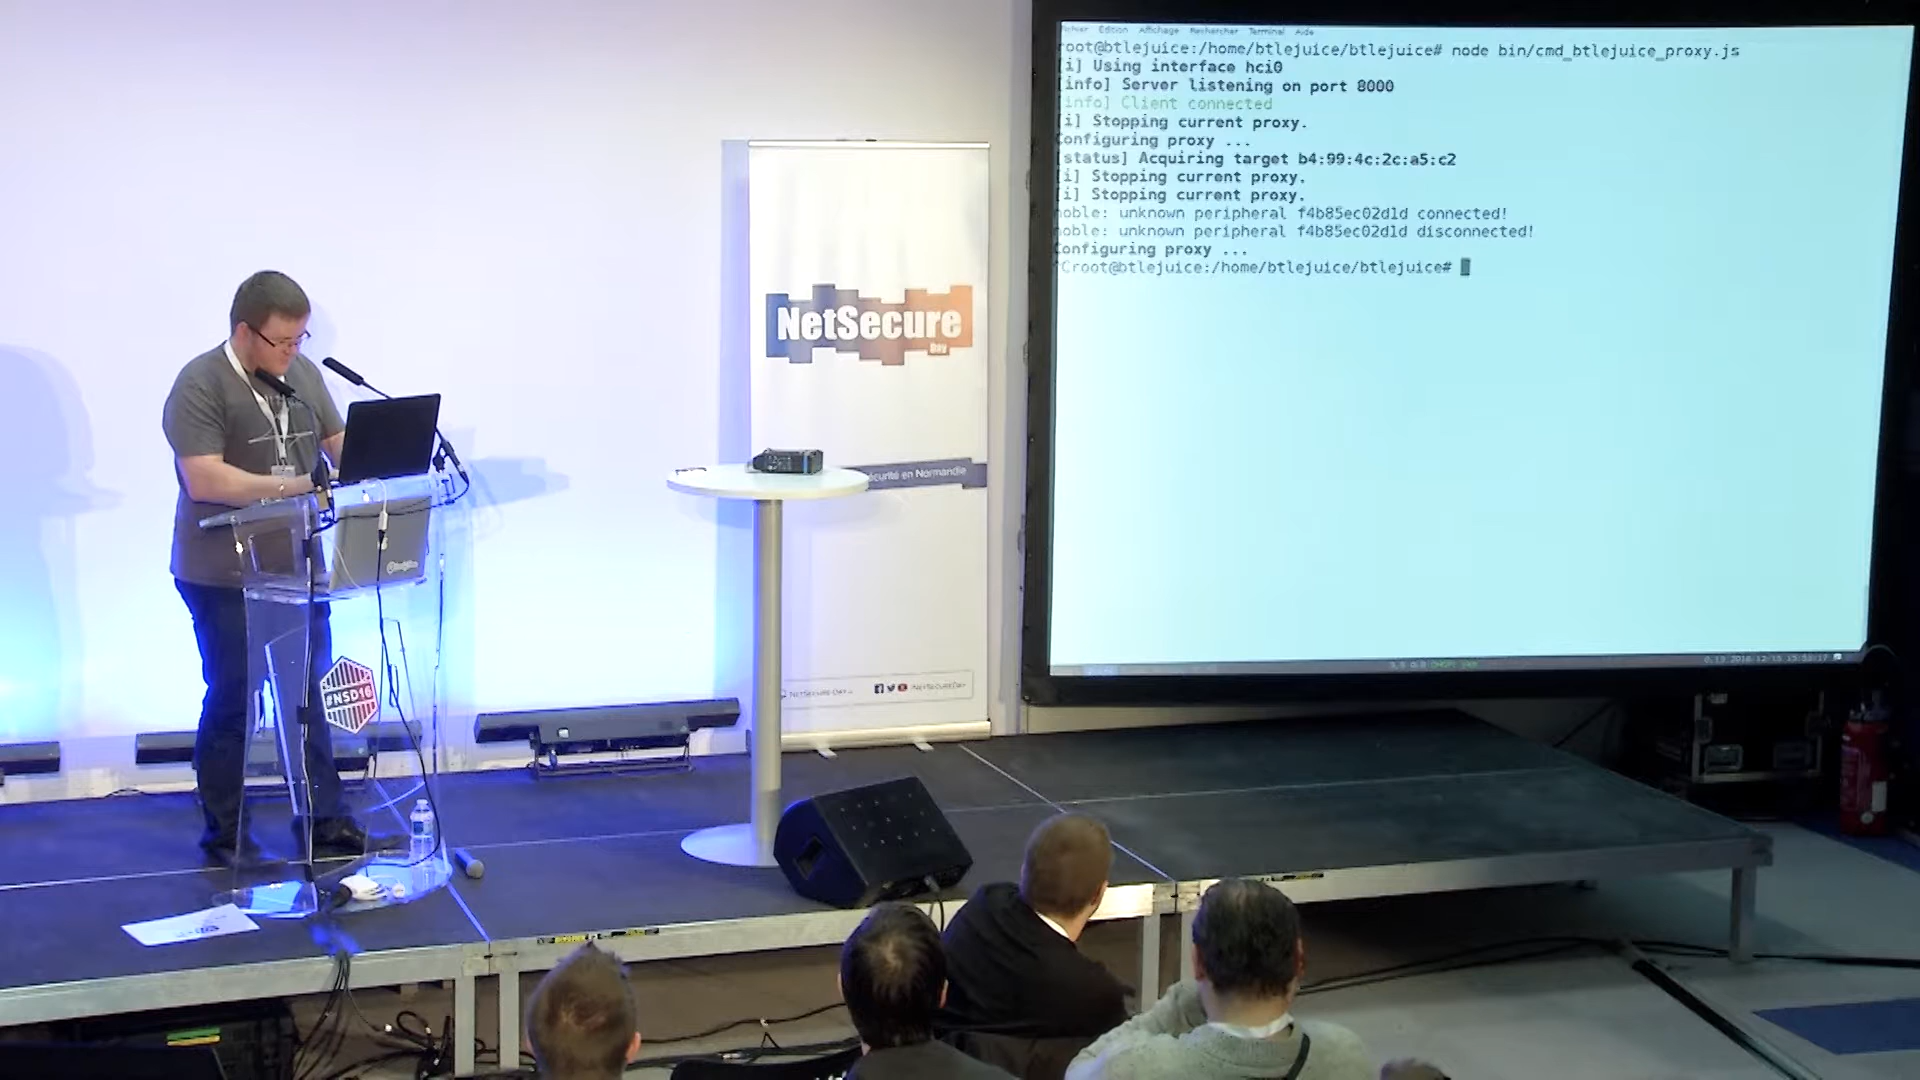 Fichier Edition Affichage Rechercher Terminal Aide
root@btlejuice:/home/btlejuice/btlejuice# node bin/cmd_btlejuice_proxy.js
[i] Using interface hci0
[info] Server listening on port 8000
[info] Client connected
[i] Stopping current proxy.
Configuring proxy ...
[status] Acquiring target b4:99:4c:2c:a5:c2
[i] Stopping current proxy.
[i] Stopping current proxy.
noble: unknown peripheral f4b85ec02d1d connected!
noble: unknown peripheral f4b85ec02d1d disconnected!
Configuring proxy ...
^Croot@btlejuice:/home/btlejuice/btlejuice#
NetSecure
Day
écurité en Normandie
#NSD16